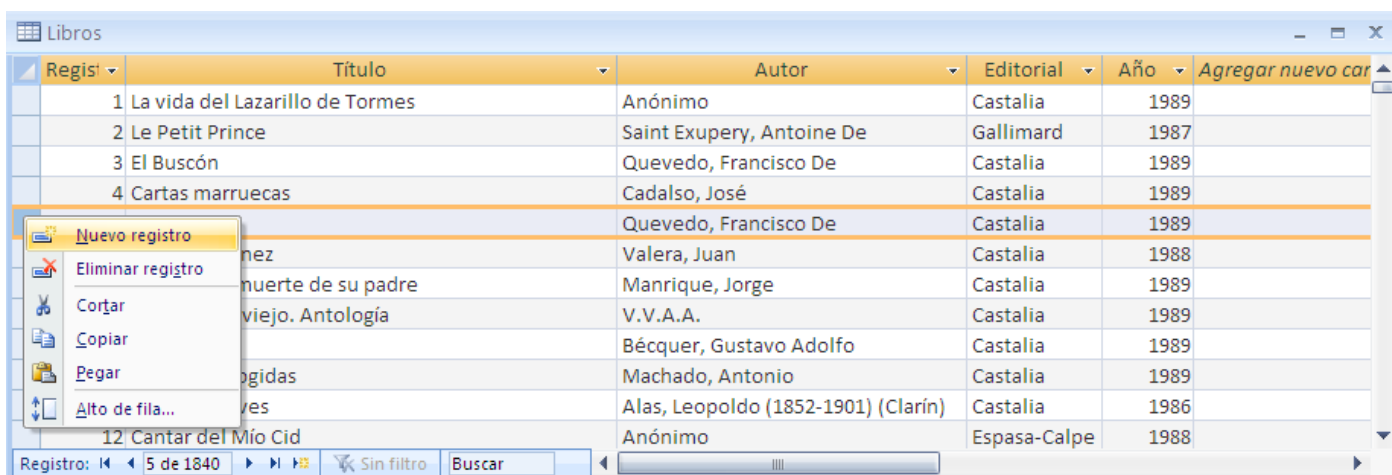 Libros
Regist Título Autor Editorial Año Agregar nuevo car
1 La vida del Lazarillo de Tormes Anónimo Castalia 1989
2 Le Petit Prince Saint Exupery, Antoine De Gallimard 1987
3 El Buscón Quevedo, Francisco De Castalia 1989
4 Cartas marruecas Cadalso, José Castalia 1989
Quevedo, Francisco De Castalia 1989
Nuevo registro
nez Valera, Juan Castalia 1988
Eliminar registro
muerte de su padre Manrique, Jorge Castalia 1989
Cortar
viejo. Antología V.V.A.A. Castalia 1989
Copiar
Bécquer, Gustavo Adolfo Castalia 1989
Pegar
ogidas Machado, Antonio Castalia 1989
Alto de fila...
ves Alas, Leopoldo (1852-1901) (Clarín) Castalia 1986
12 Cantar del Mío Cid Anónimo Espasa-Calpe 1988
Registro: 5 de 1840 Sin filtro Buscar